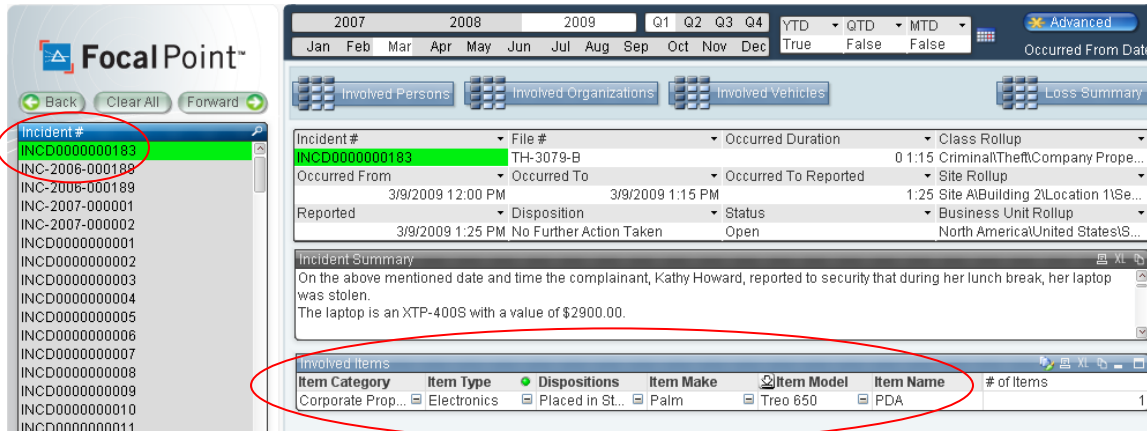 2007 2008 2009 Q1 Q2 Q3 Q4 YTD QTD MTD Advanced
Jan Feb Mar Apr May Jun Jul Aug Sep Oct Nov Dec True False False Occurred From Date
FocalPoint™
Back Clear All Forward
Involved Persons Involved Organizations Involved Vehicles Loss Summary
Incident #
INCD0000000183
INC-2006-000188
INC-2006-000189
INC-2007-000001
INC-2007-000002
INCD0000000001
INCD0000000002
INCD0000000003
INCD0000000004
INCD0000000005
INCD0000000006
INCD0000000007
INCD0000000008
INCD0000000009
INCD0000000010
INCD0000000011
Incident # File # Occurred Duration Class Rollup
INCD0000000183 TH-3079-B 0 1:15 Criminal\Theft\Company Prope...
Occurred From Occurred To Occurred To Reported Site Rollup
3/9/2009 12:00 PM 3/9/2009 1:15 PM 1:25 Site A\Building 2\Location 1\Se...
Reported Disposition Status Business Unit Rollup
3/9/2009 1:25 PM No Further Action Taken Open North America\United States\S...
Incident Summary XL
On the above mentioned date and time the complainant, Kathy Howard, reported to security that during her lunch break, her laptop
was stolen.
The laptop is an XTP-400S with a value of $2900.00.
Involved Items XL
Item Category Item Type Dispositions Item Make Item Model Item Name # of Items
Corporate Prop... Electronics Placed in St... Palm Treo 650 PDA 1